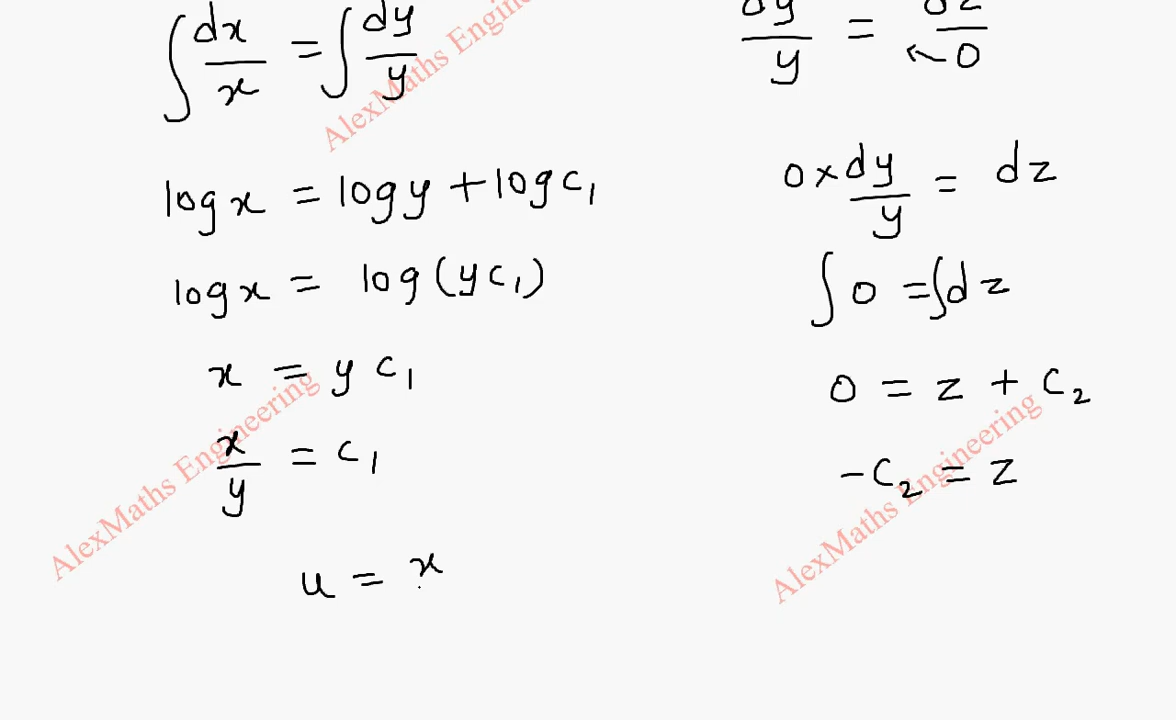 ∫ dx/x = ∫ dy/y
log x = log y + log c₁
log x = log (y c₁)
x = y c₁
x/y = c₁
u = x
dy/y = dz/0
0 × dy/y = dz
∫ 0 = ∫ dz
0 = z + c₂
-c₂ = z
AlexMaths Engineering
AlexMaths Engineering
AlexMaths Engine